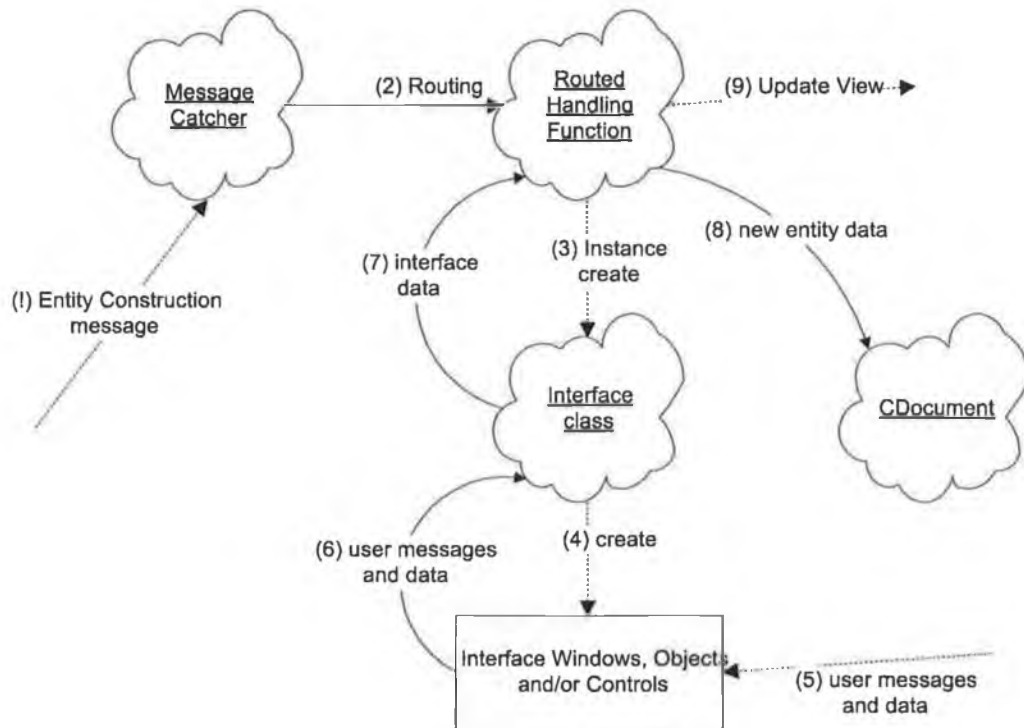 Message
Catcher
(2) Routing
Routed
Handling
Function
(9) Update View
(!) Entity Construction
message
(7) interface
data
(3) Instance
create
(8) new entity data
Interface
class
CDocument
(6) user messages
and data
(4) create
Interface Windows, Objects
and/or Controls
(5) user messages
and data